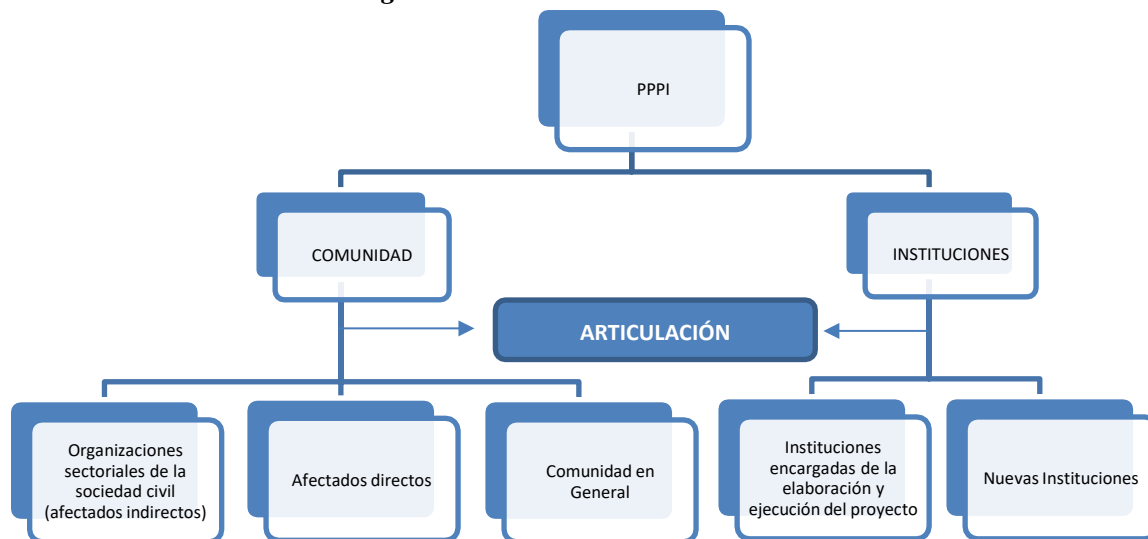 g
PPPI
COMUNIDAD
INSTITUCIONES
ARTICULACIÓN
Organizaciones
sectoriales de la
sociedad civil
(afectados indirectos)
Afectados directos
Comunidad en
General
Instituciones
encargadas de la
elaboración y
ejecución del proyecto
Nuevas Instituciones